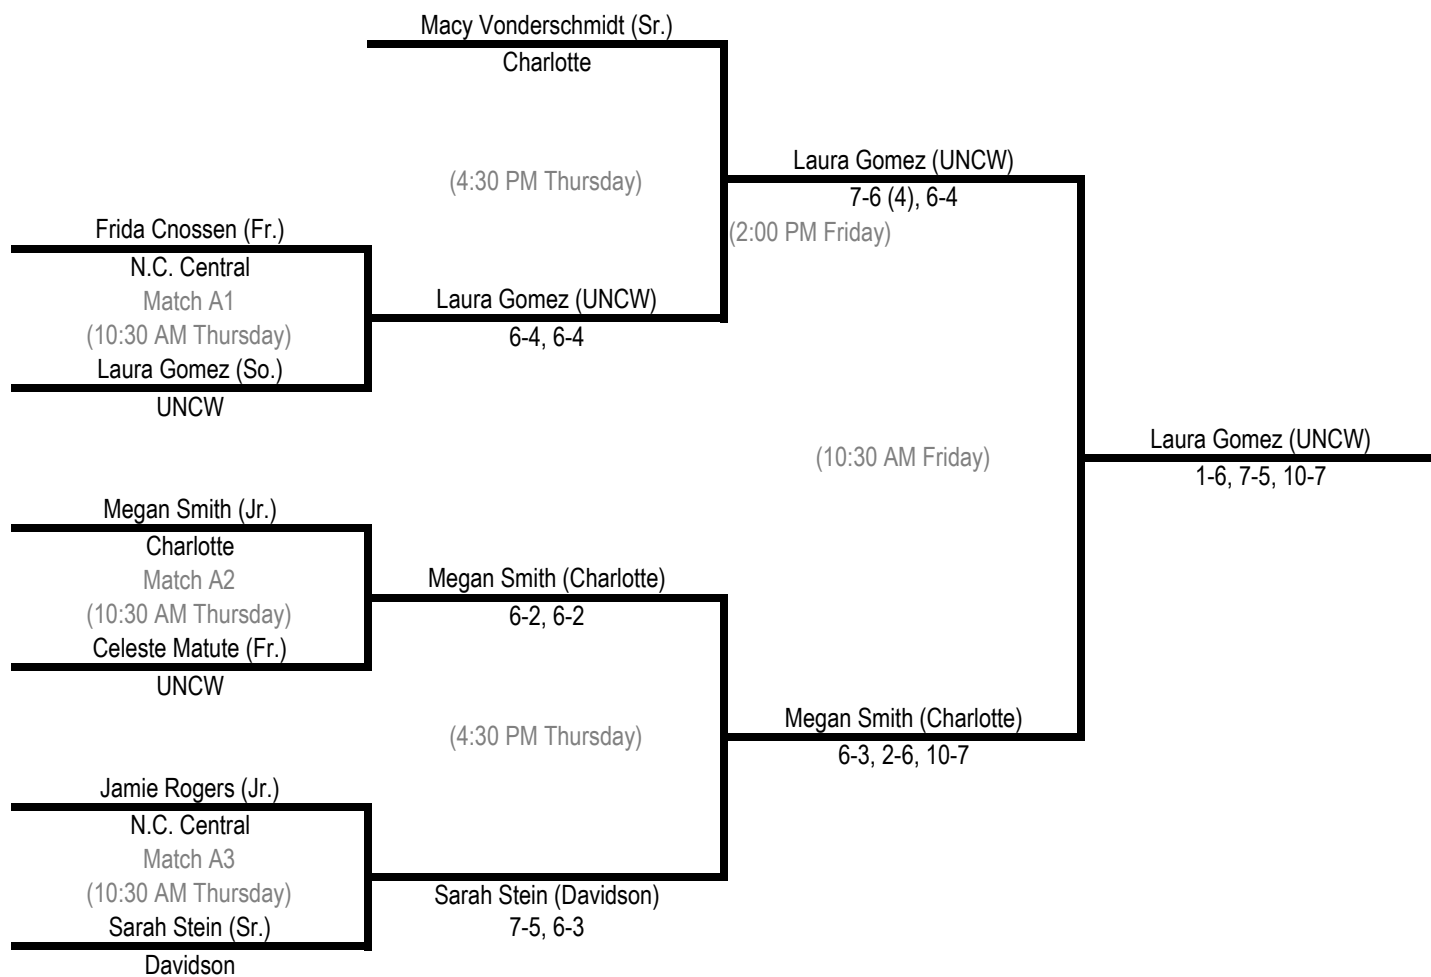 Macy Vonderschmidt (Sr.)
Charlotte
(4:30 PM Thursday)
Laura Gomez (UNCW)
7-6 (4), 6-4
(2:00 PM Friday)
Frida Cnossen (Fr.)
N.C. Central
Match A1
(10:30 AM Thursday)
Laura Gomez (So.)
UNCW
Laura Gomez (UNCW)
6-4, 6-4
(10:30 AM Friday)
Laura Gomez (UNCW)
1-6, 7-5, 10-7
Megan Smith (Jr.)
Charlotte
Match A2
(10:30 AM Thursday)
Celeste Matute (Fr.)
UNCW
Megan Smith (Charlotte)
6-2, 6-2
(4:30 PM Thursday)
Megan Smith (Charlotte)
6-3, 2-6, 10-7
Jamie Rogers (Jr.)
N.C. Central
Match A3
(10:30 AM Thursday)
Sarah Stein (Sr.)
Davidson
Sarah Stein (Davidson)
7-5, 6-3